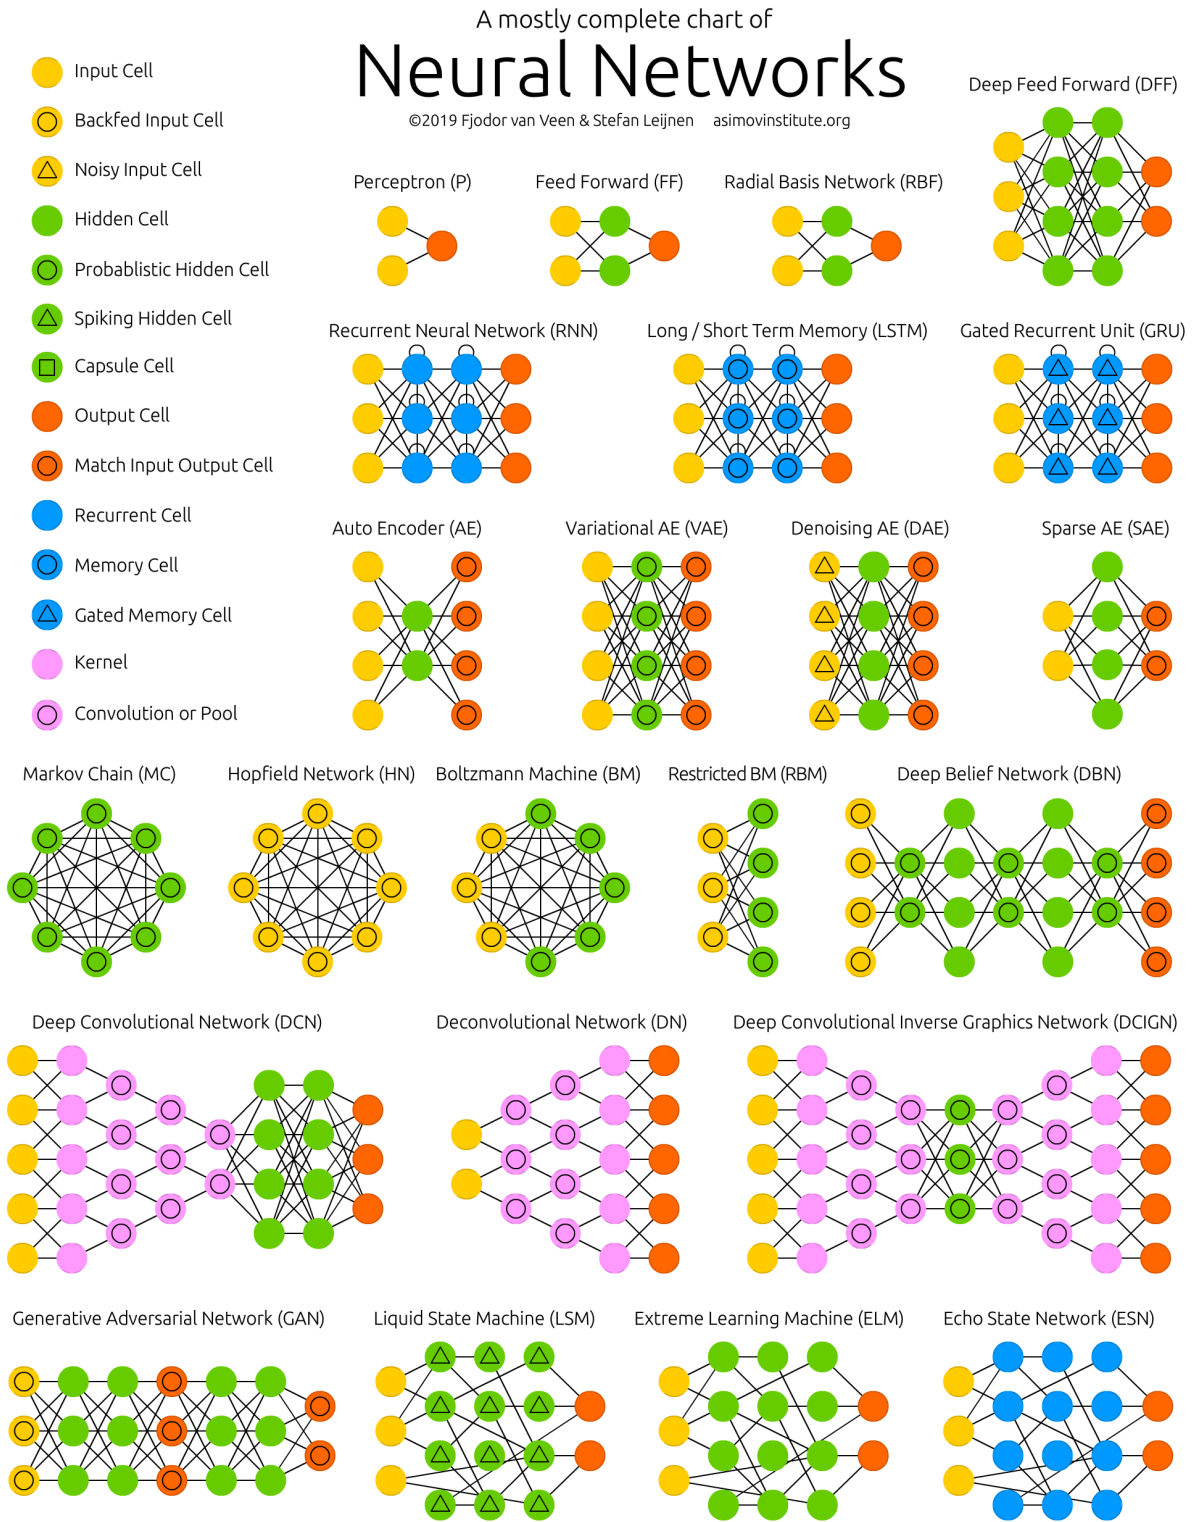 A mostly complete chart of
Neural Networks
©2019 Fjodor van Veen & Stefan Leijnen asimovinstitute.org
Input Cell
Backfed Input Cell
Noisy Input Cell
Hidden Cell
Probablistic Hidden Cell
Spiking Hidden Cell
Capsule Cell
Output Cell
Match Input Output Cell
Recurrent Cell
Memory Cell
Gated Memory Cell
Kernel
Convolution or Pool
Deep Feed Forward (DFF)
Perceptron (P)
Feed Forward (FF)
Radial Basis Network (RBF)
Recurrent Neural Network (RNN)
Long / Short Term Memory (LSTM)
Gated Recurrent Unit (GRU)
Auto Encoder (AE)
Variational AE (VAE)
Denoising AE (DAE)
Sparse AE (SAE)
Markov Chain (MC)
Hopfield Network (HN)
Boltzmann Machine (BM)
Restricted BM (RBM)
Deep Belief Network (DBN)
Deep Convolutional Network (DCN)
Deconvolutional Network (DN)
Deep Convolutional Inverse Graphics Network (DCIGN)
Generative Adversarial Network (GAN)
Liquid State Machine (LSM)
Extreme Learning Machine (ELM)
Echo State Network (ESN)